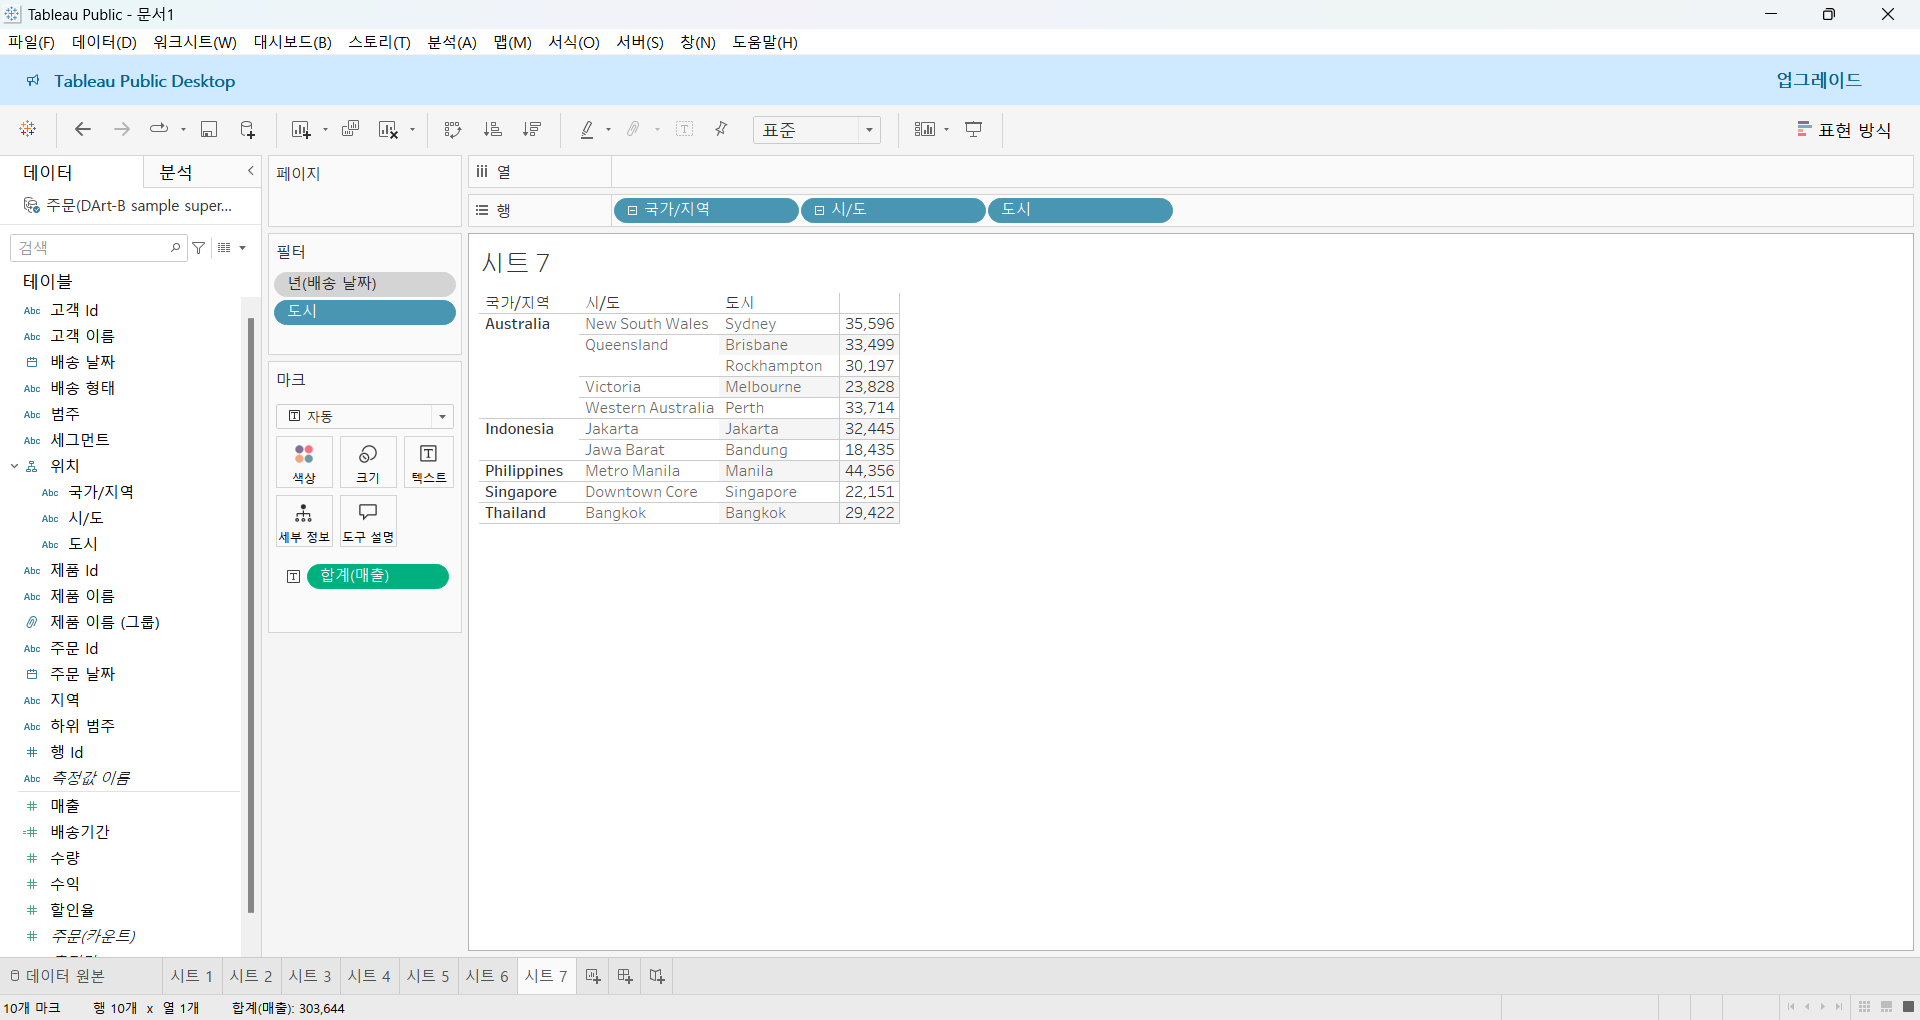 Tableau Public - 문서1
파일(F) 데이터(D) 워크시트(W) 대시보드(B) 스토리(T) 분석(A) 맵(M) 서식(O) 서버(S) 창(N) 도움말(H)
Tableau Public Desktop 업그레이드
표준
표현 방식
데이터 분석
주문(DArt-B sample super...
검색
테이블
Abc 고객 Id
Abc 고객 이름
배송 날짜
Abc 배송 형태
Abc 범주
Abc 세그먼트
위치
Abc 국가/지역
Abc 시/도
Abc 도시
Abc 제품 Id
Abc 제품 이름
제품 이름 (그룹)
Abc 주문 Id
주문 날짜
Abc 지역
Abc 하위 범주
# 행 Id
Abc 측정값 이름
# 매출
=# 배송기간
# 수량
# 수익
# 할인율
# 주문(카운트)
페이지
필터
년(배송 날짜)
도시
마크
자동
색상 크기 텍스트
세부 정보 도구 설명
합계(매출)
열
행 국가/지역 시/도 도시
시트 7
국가/지역 시/도 도시
Australia New South Wales Sydney 35,596
Queensland Brisbane 33,499
Rockhampton 30,197
Victoria Melbourne 23,828
Western Australia Perth 33,714
Indonesia Jakarta Jakarta 32,445
Jawa Barat Bandung 18,435
Philippines Metro Manila Manila 44,356
Singapore Downtown Core Singapore 22,151
Thailand Bangkok Bangkok 29,422
데이터 원본 시트 1 시트 2 시트 3 시트 4 시트 5 시트 6 시트 7
10개 마크 행 10개 x 열 1개 합계(매출): 303,644